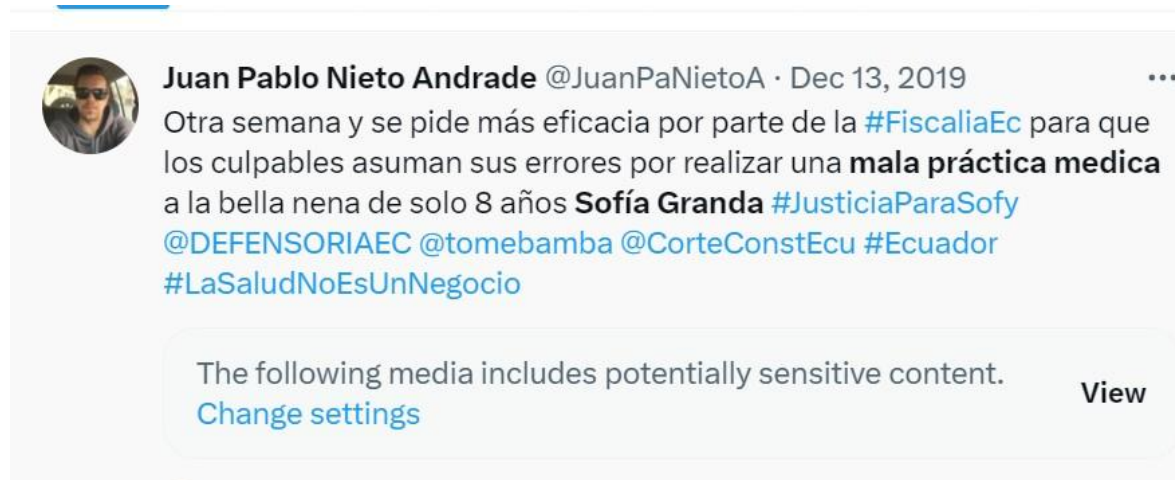 Juan Pablo Nieto Andrade @JuanPaNietoA · Dec 13, 2019
Otra semana y se pide más eficacia por parte de la #FiscaliaEc para que
los culpables asuman sus errores por realizar una mala práctica medica
a la bella nena de solo 8 años Sofía Granda #JusticiaParaSofy
@DEFENSORIAEC @tomebamba @CorteConstEcu #Ecuador
#LaSaludNoEsUnNegocio
The following media includes potentially sensitive content.
Change settings
View